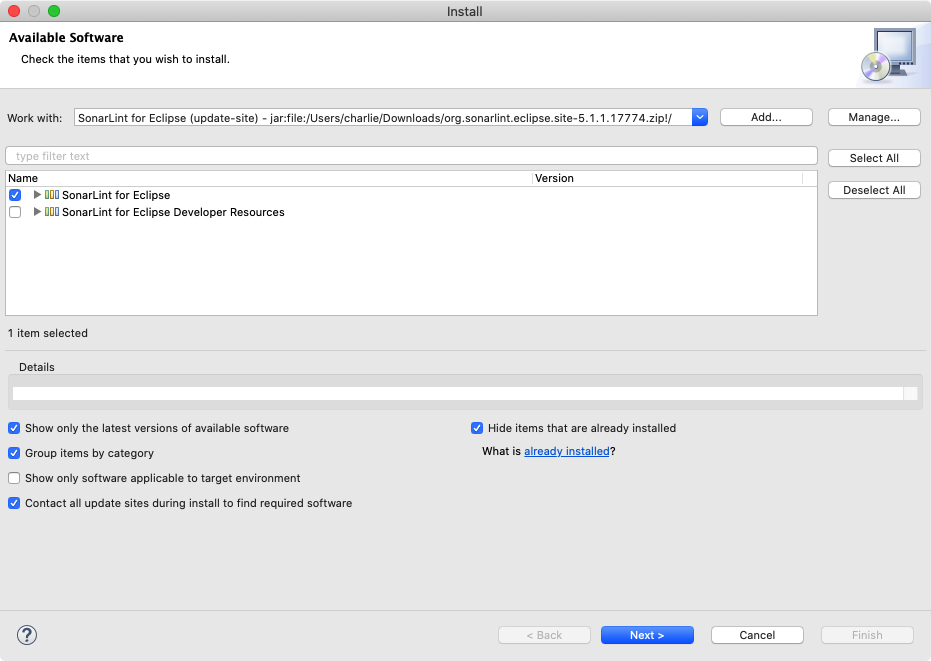 Install
Available Software
Check the items that you wish to install.
Work with: SonarLint for Eclipse (update-site) - jar:file:/Users/charlie/Downloads/org.sonarlint.eclipse.site-5.1.1.17774.zip!/ Add... Manage...
type filter text
Select All
Name Version
SonarLint for Eclipse
Deselect All
SonarLint for Eclipse Developer Resources
1 item selected
Details
Show only the latest versions of available software
Hide items that are already installed
Group items by category
What is already installed?
Show only software applicable to target environment
Contact all update sites during install to find required software
? < Back Next > Cancel Finish